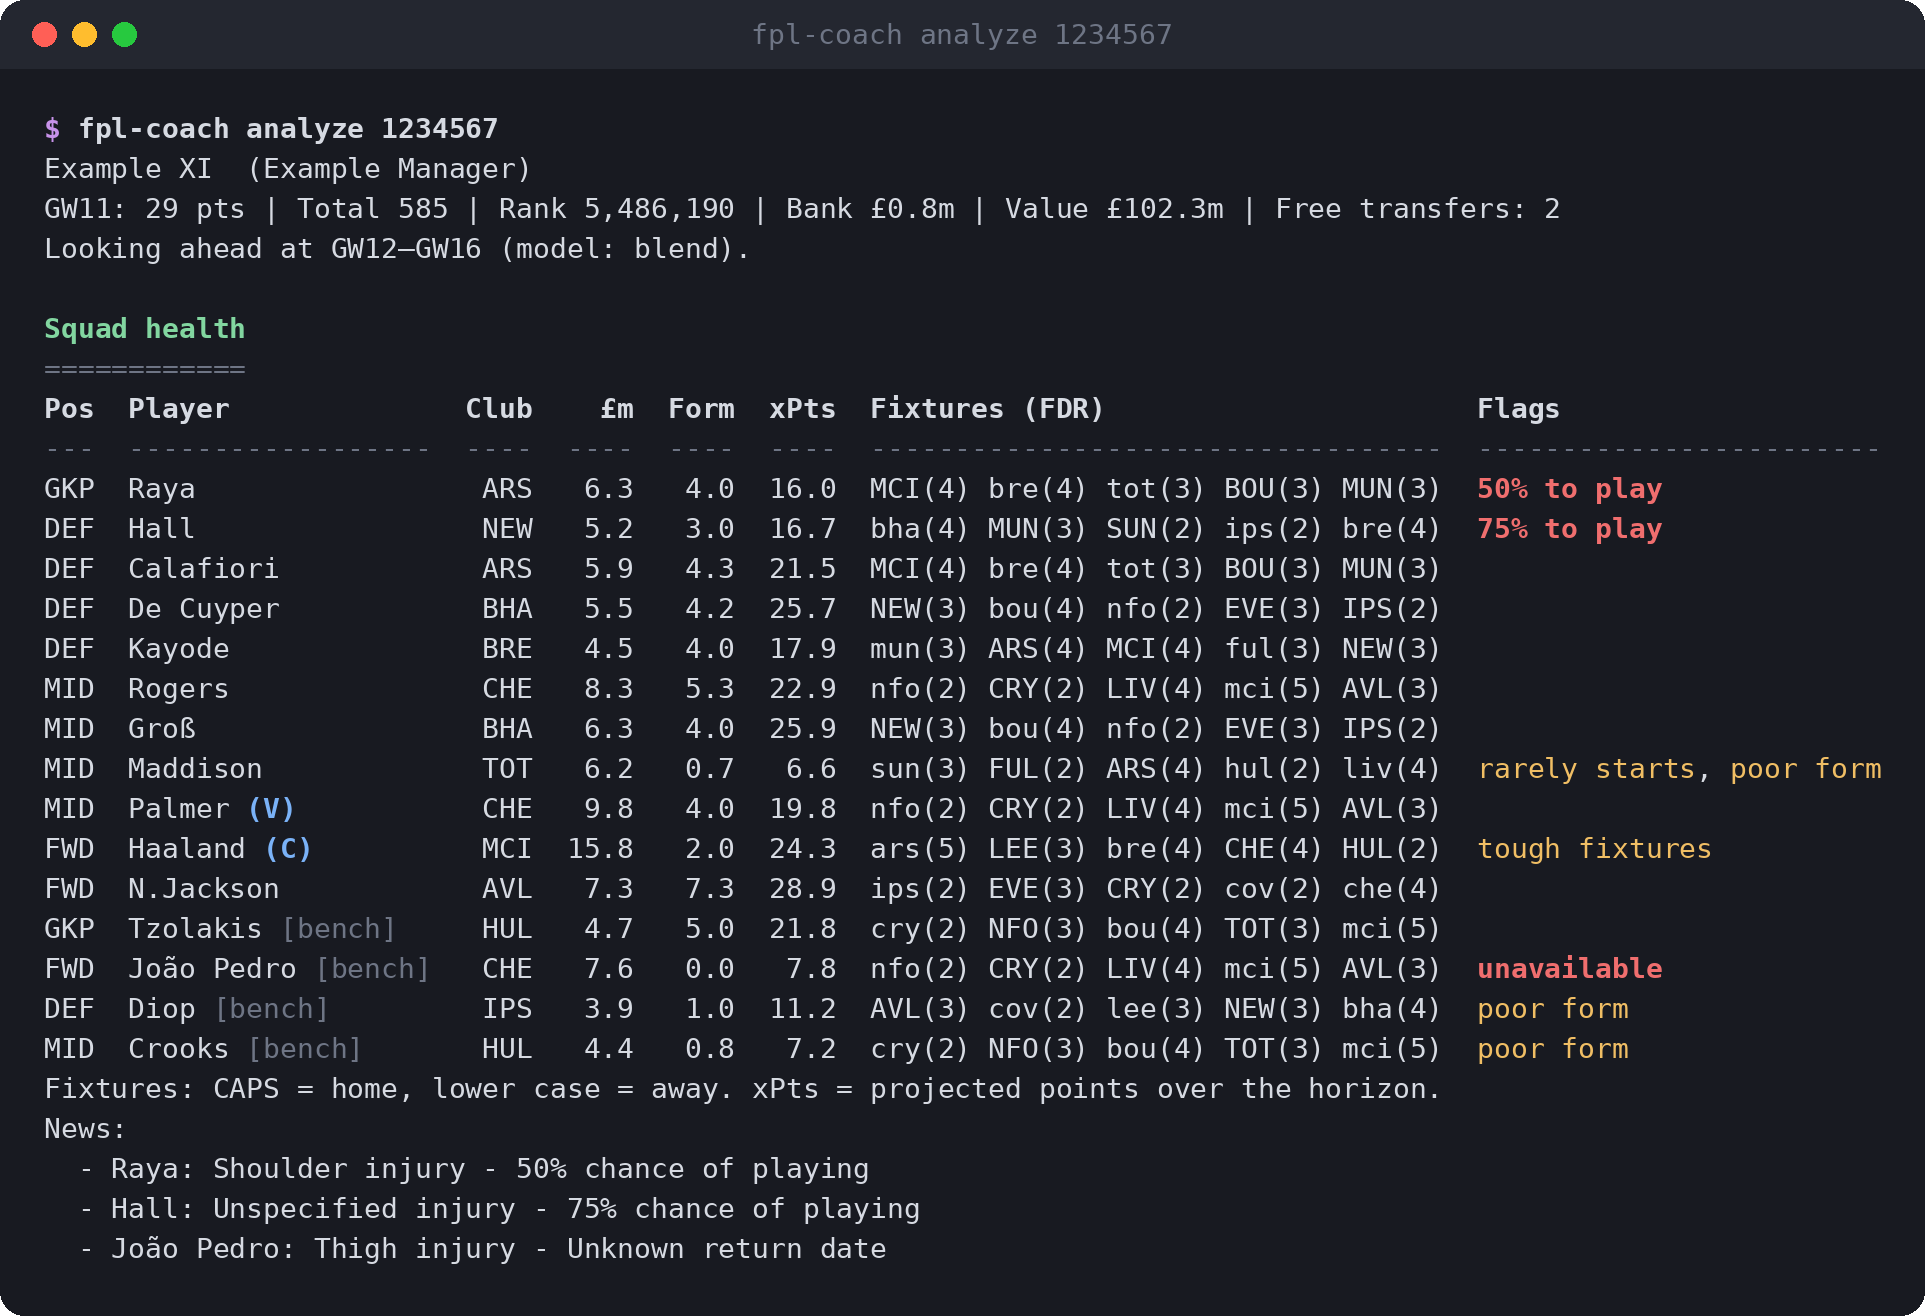 fpl-coach analyze 1234567
$ fpl-coach analyze 1234567
Example XI  (Example Manager)
GW11: 29 pts | Total 585 | Rank 5,486,190 | Bank £0.8m | Value £102.3m | Free transfers: 2
Looking ahead at GW12–GW16 (model: blend).
Squad health
============
Pos  Player              Club    £m  Form  xPts  Fixtures (FDR)                      Flags
---  ------------------  ----  ----  ----  ----  ----------------------------------  ------------------------
GKP  Raya                 ARS   6.3   4.0  16.0  MCI(4) bre(4) tot(3) BOU(3) MUN(3)  50% to play
DEF  Hall                 NEW   5.2   3.0  16.7  bha(4) MUN(3) SUN(2) ips(2) bre(4)  75% to play
DEF  Calafiori            ARS   5.9   4.3  21.5  MCI(4) bre(4) tot(3) BOU(3) MUN(3)
DEF  De Cuyper            BHA   5.5   4.2  25.7  NEW(3) bou(4) nfo(2) EVE(3) IPS(2)
DEF  Kayode               BRE   4.5   4.0  17.9  mun(3) ARS(4) MCI(4) ful(3) NEW(3)
MID  Rogers               CHE   8.3   5.3  22.9  nfo(2) CRY(2) LIV(4) mci(5) AVL(3)
MID  Groß                 BHA   6.3   4.0  25.9  NEW(3) bou(4) nfo(2) EVE(3) IPS(2)
MID  Maddison             TOT   6.2   0.7   6.6  sun(3) FUL(2) ARS(4) hul(2) liv(4)  rarely starts, poor form
MID  Palmer (V)           CHE   9.8   4.0  19.8  nfo(2) CRY(2) LIV(4) mci(5) AVL(3)
FWD  Haaland (C)          MCI  15.8   2.0  24.3  ars(5) LEE(3) bre(4) CHE(4) HUL(2)  tough fixtures
FWD  N.Jackson            AVL   7.3   7.3  28.9  ips(2) EVE(3) CRY(2) cov(2) che(4)
GKP  Tzolakis [bench]     HUL   4.7   5.0  21.8  cry(2) NFO(3) bou(4) TOT(3) mci(5)
FWD  João Pedro [bench]   CHE   7.6   0.0   7.8  nfo(2) CRY(2) LIV(4) mci(5) AVL(3)  unavailable
DEF  Diop [bench]         IPS   3.9   1.0  11.2  AVL(3) cov(2) lee(3) NEW(3) bha(4)  poor form
MID  Crooks [bench]       HUL   4.4   0.8   7.2  cry(2) NFO(3) bou(4) TOT(3) mci(5)  poor form
Fixtures: CAPS = home, lower case = away. xPts = projected points over the horizon.
News:
  - Raya: Shoulder injury - 50% chance of playing
  - Hall: Unspecified injury - 75% chance of playing
  - João Pedro: Thigh injury - Unknown return date